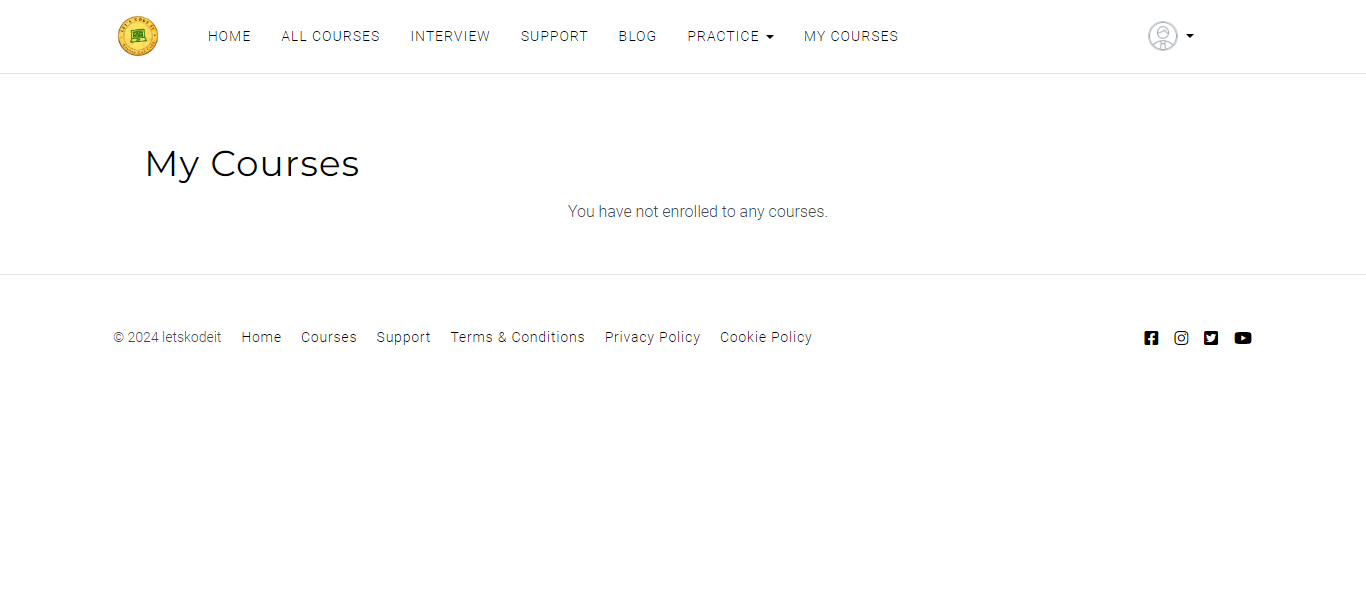 HOME ALL COURSES INTERVIEW SUPPORT BLOG PRACTICE MY COURSES
My Courses
You have not enrolled to any courses.
© 2024 letskodeit Home Courses Support Terms & Conditions Privacy Policy Cookie Policy